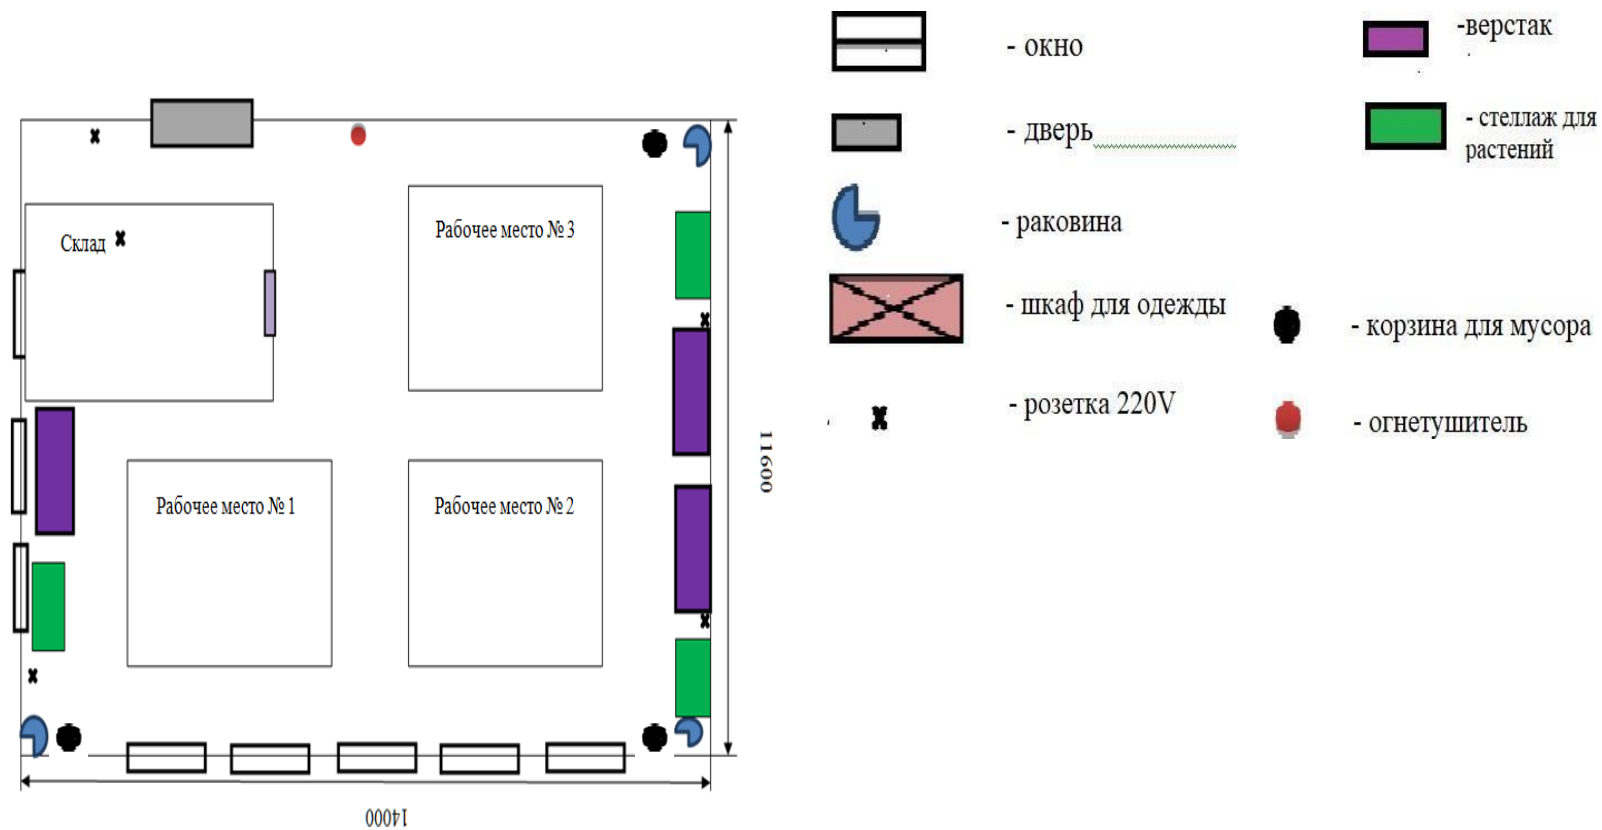 - окно
-верстак
- дверь
- стеллаж для
растений
- раковина
- шкаф для одежды
- корзина для мусора
- розетка 220V
- огнетушитель
Склад
Рабочее место № 3
Рабочее место № 1
Рабочее место № 2
11600
14000